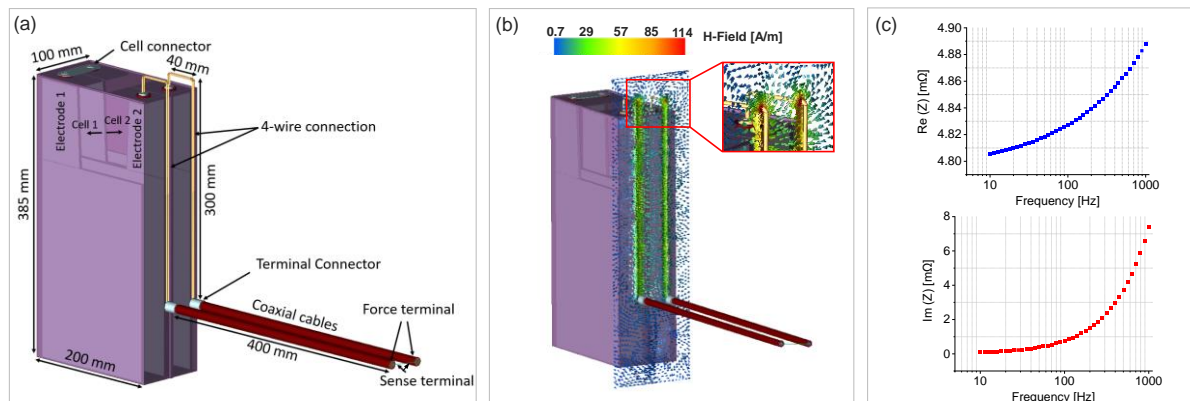 (a)
Cell connector
100 mm
40 mm
Electrode 1
Cell 1
Cell 2
Electrode 2
4-wire connection
385 mm
300 mm
Terminal Connector
Coaxial cables
Force terminal
400 mm
200 mm
Sense terminal
(b)
0.7 29 57 85 114 H-Field [A/m]
(c)
4.90
4.88
4.86
4.84
4.82
4.80
Re (Z) [mΩ]
10 100 1000
Frequency [Hz]
8
6
4
2
0
Im (Z) [mΩ]
10 100 1000
Frequency [Hz]